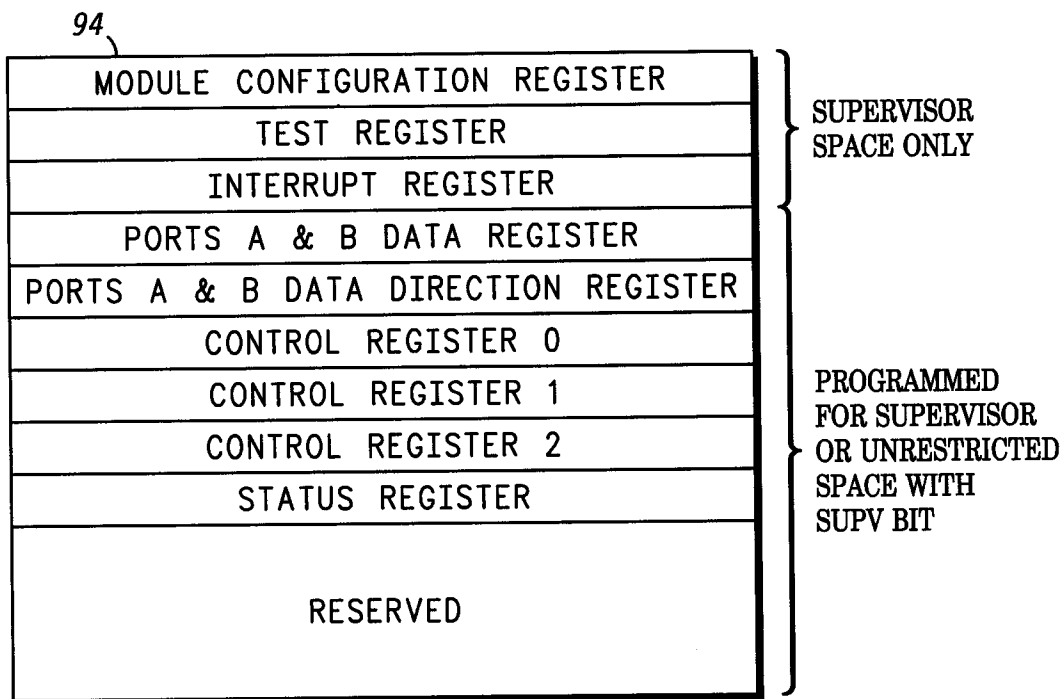 94
MODULE CONFIGURATION REGISTER
TEST REGISTER
INTERRUPT REGISTER
SUPERVISOR
SPACE ONLY
PORTS A & B DATA REGISTER
PORTS A & B DATA DIRECTION REGISTER
CONTROL REGISTER 0
CONTROL REGISTER 1
CONTROL REGISTER 2
STATUS REGISTER
RESERVED
PROGRAMMED
FOR SUPERVISOR
OR UNRESTRICTED
SPACE WITH
SUPV BIT